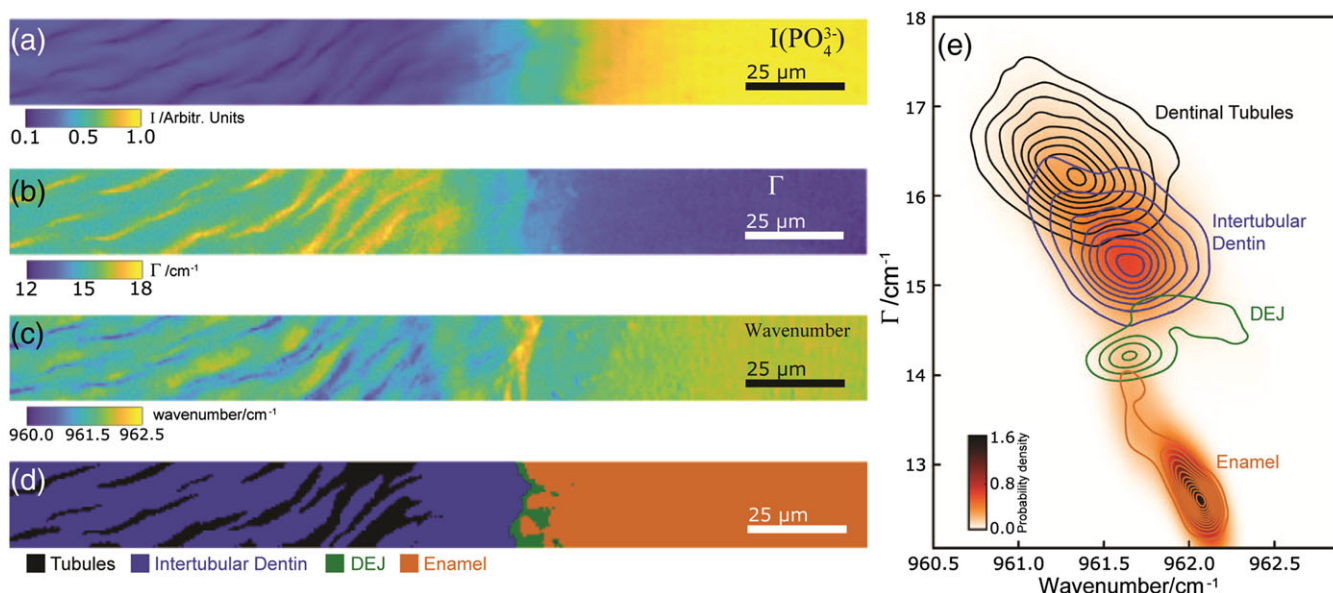 (a)
I(PO₄³⁻)
25 µm
I /Arbitr. Units
0.1 0.5 1.0
(b)
Γ
25 µm
Γ /cm⁻¹
12 15 18
(c)
Wavenumber
25 µm
wavenumber/cm⁻¹
960.0 961.5 962.5
(d)
25 µm
Tubules Intertubular Dentin DEJ Enamel
(e)
18
17
16
15
14
13
Γ /cm⁻¹
Dentinal Tubules
Intertubular
Dentin
DEJ
Enamel
1.6
0.8
0.0
Probability density
960.5 961.0 961.5 962.0 962.5
Wavenumber/cm⁻¹